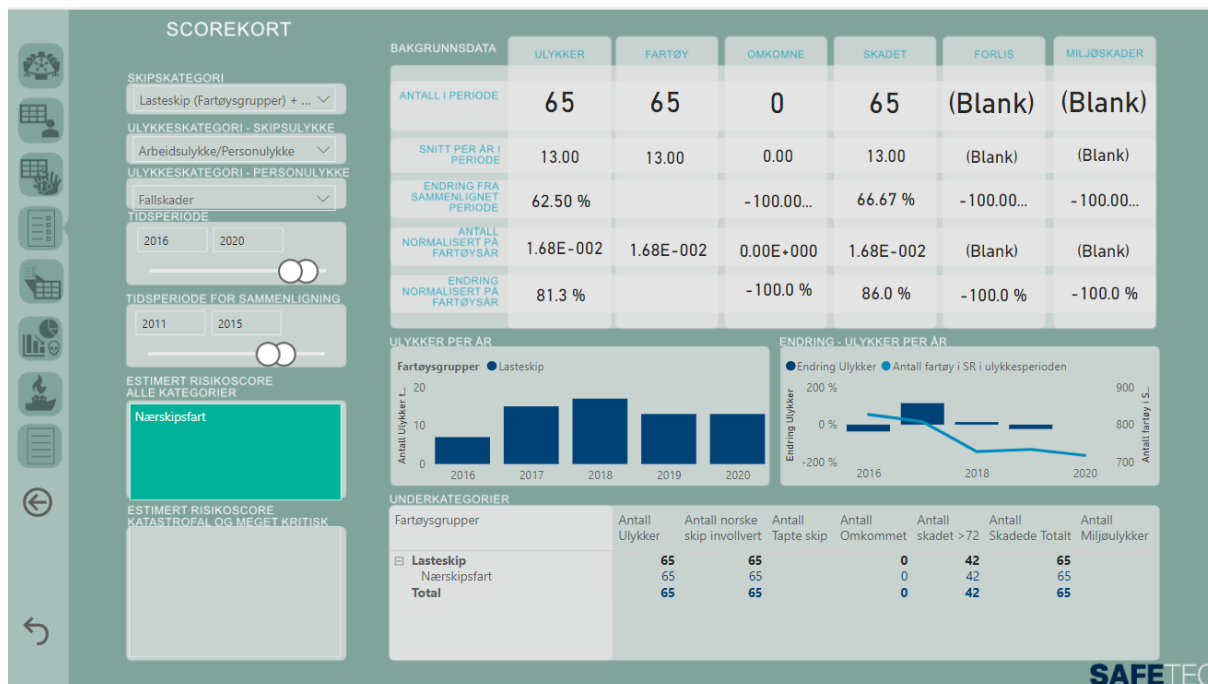 SCOREKORT
SKIPSKATEGORI
Lasteskip (Fartøysgrupper) + ...
ULYKKESKATEGORI - SKIPSULYKKE
Arbeidsulykke/Personulykke
ULYKKESKATEGORI - PERSONULYKKE
Fallskader
TIDSPERIODE
2016 2020
TIDSPERIODE FOR SAMMENLIGNING
2011 2015
ESTIMERT RISIKOSCORE
ALLE KATEGORIER
Nærskipsfart
ESTIMERT RISIKOSCORE
KATASTROFAL OG MEGET KRITISK
BAKGRUNNSDATA ULYKKER FARTØY OMKOMNE SKADET FORLIS MILJØSKADER
ANTALL I PERIODE 65 65 0 65 (Blank) (Blank)
SNITT PER ÅR I
PERIODE 13.00 13.00 0.00 13.00 (Blank) (Blank)
ENDRING FRA
SAMMENLIGNET
PERIODE 62.50 % -100.00... 66.67 % -100.00... -100.00...
ANTALL
NORMALISERT PÅ
FARTØYSÅR 1.68E-002 1.68E-002 0.00E+000 1.68E-002 (Blank) (Blank)
ENDRING
NORMALISERT PÅ
FARTØYSÅR 81.3 % -100.0 % 86.0 % -100.0 % -100.0 %
ULYKKER PER ÅR
Fartøysgrupper Lasteskip
Antall Ulykker t...
20
10
0
2016 2017 2018 2019 2020
ENDRING - ULYKKER PER ÅR
Endring Ulykker Antall fartøy i SR i ulykkesperioden
Endring Ulykker
200 %
0 %
-200 %
900
800
700
Antall fartøy i S...
2016 2018 2020
UNDERKATEGORIER
Fartøysgrupper Antall Ulykker Antall norske skip invollvert Antall Tapte skip Antall Omkommet Antall skadet >72 Antall Skadede Totalt Antall Miljøulykker
Lasteskip 65 65 0 42 65
Nærskipsfart 65 65 0 42 65
Total 65 65 0 42 65
SAFETEC